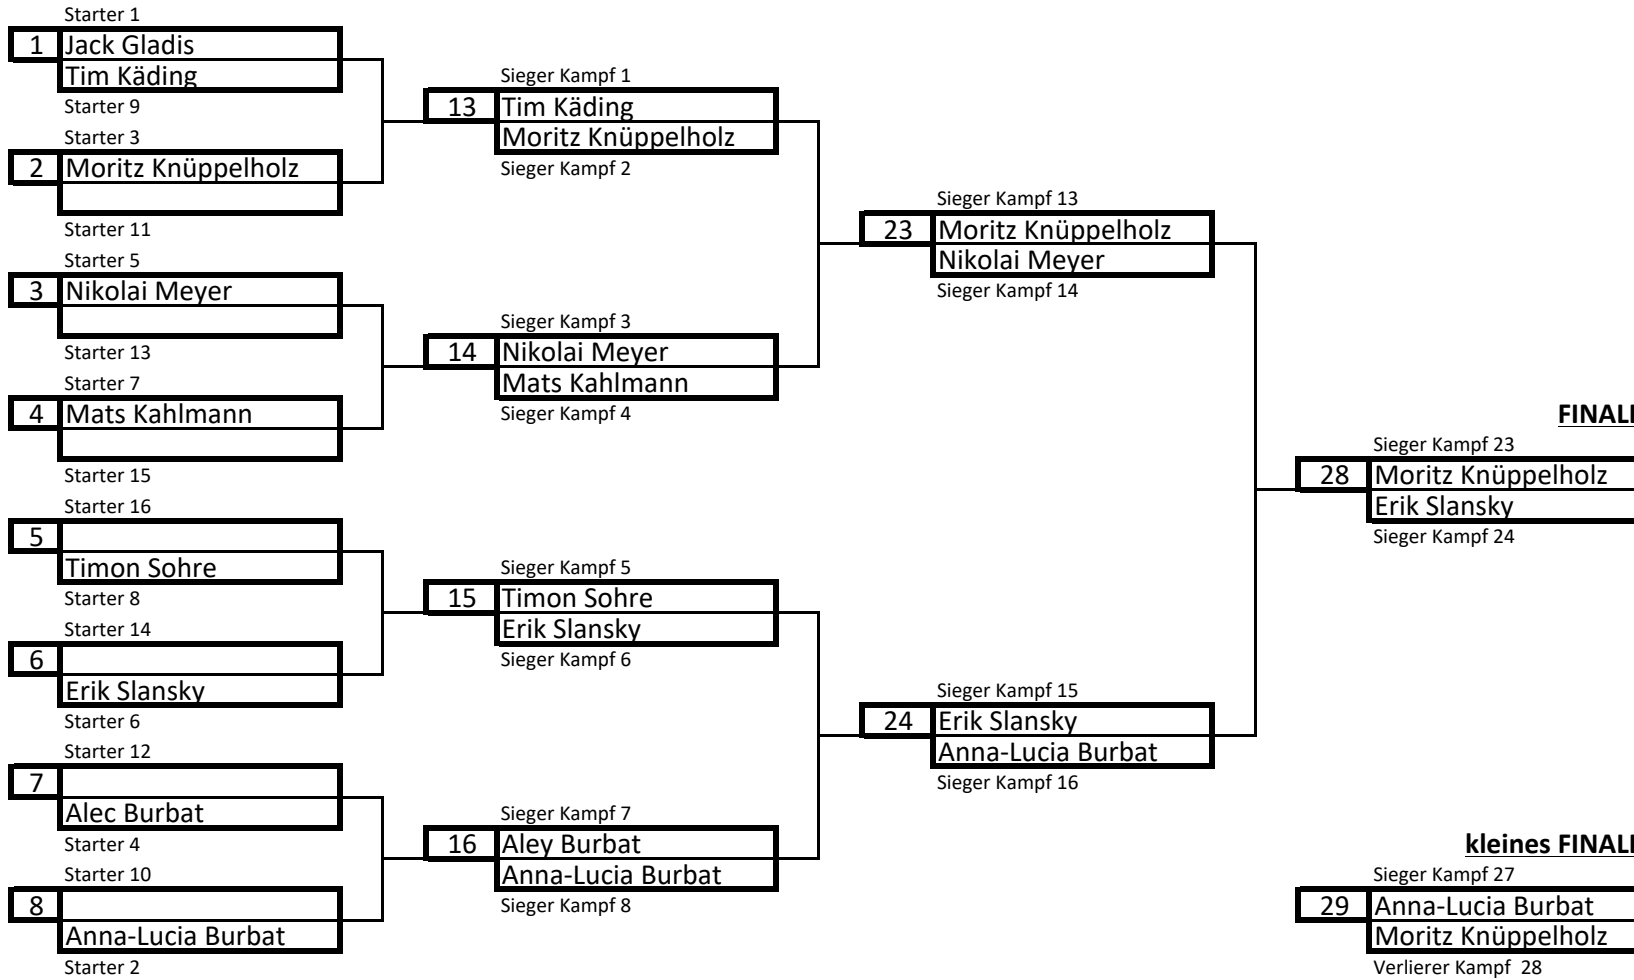 Starter 1
1 Jack Gladis
Tim Käding
Starter 9
Starter 3
2 Moritz Knüppelholz
Starter 11
Starter 5
3 Nikolai Meyer
Starter 13
Starter 7
4 Mats Kahlmann
Starter 15
Starter 16
5
Timon Sohre
Starter 8
Starter 14
6
Erik Slansky
Starter 6
Starter 12
7
Alec Burbat
Starter 4
Starter 10
8
Anna-Lucia Burbat
Starter 2
Sieger Kampf 1
13 Tim Käding
Moritz Knüppelholz
Sieger Kampf 2
Sieger Kampf 3
14 Nikolai Meyer
Mats Kahlmann
Sieger Kampf 4
Sieger Kampf 5
15 Timon Sohre
Erik Slansky
Sieger Kampf 6
Sieger Kampf 7
16 Aley Burbat
Anna-Lucia Burbat
Sieger Kampf 8
Sieger Kampf 13
23 Moritz Knüppelholz
Nikolai Meyer
Sieger Kampf 14
Sieger Kampf 15
24 Erik Slansky
Anna-Lucia Burbat
Sieger Kampf 16
FINAL
Sieger Kampf 23
28 Moritz Knüppelholz
Erik Slansky
Sieger Kampf 24
kleines FINAL
Sieger Kampf 27
29 Anna-Lucia Burbat
Moritz Knüppelholz
Verlierer Kampf 28